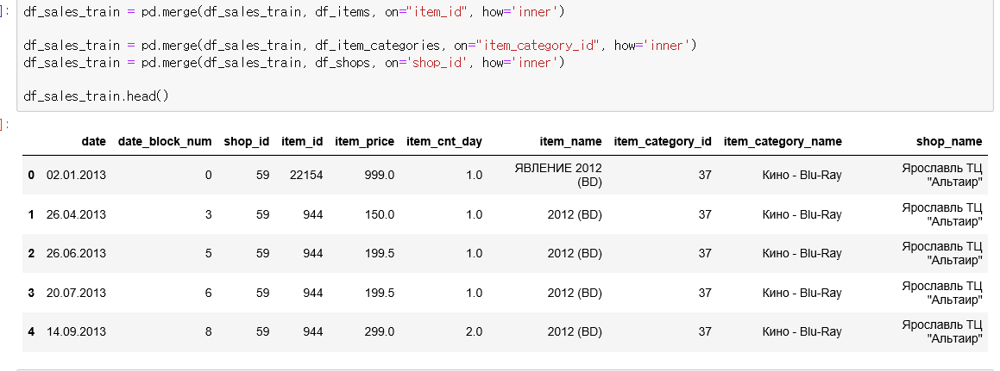 ]:
df_sales_train = pd.merge(df_sales_train, df_items, on="item_id", how='inner')
df_sales_train = pd.merge(df_sales_train, df_item_categories, on="item_category_id", how='inner')
df_sales_train = pd.merge(df_sales_train, df_shops, on='shop_id', how='inner')
df_sales_train.head()
]:
date date_block_num shop_id item_id item_price item_cnt_day item_name item_category_id item_category_name shop_name
0 02.01.2013 0 59 22154 999.0 1.0 ЯВЛЕНИЕ 2012 (BD) 37 Кино - Blu-Ray Ярославль ТЦ "Альтаир"
1 26.04.2013 3 59 944 150.0 1.0 2012 (BD) 37 Кино - Blu-Ray Ярославль ТЦ "Альтаир"
2 26.06.2013 5 59 944 199.5 1.0 2012 (BD) 37 Кино - Blu-Ray Ярославль ТЦ "Альтаир"
3 20.07.2013 6 59 944 199.5 1.0 2012 (BD) 37 Кино - Blu-Ray Ярославль ТЦ "Альтаир"
4 14.09.2013 8 59 944 299.0 2.0 2012 (BD) 37 Кино - Blu-Ray Ярославль ТЦ "Альтаир"